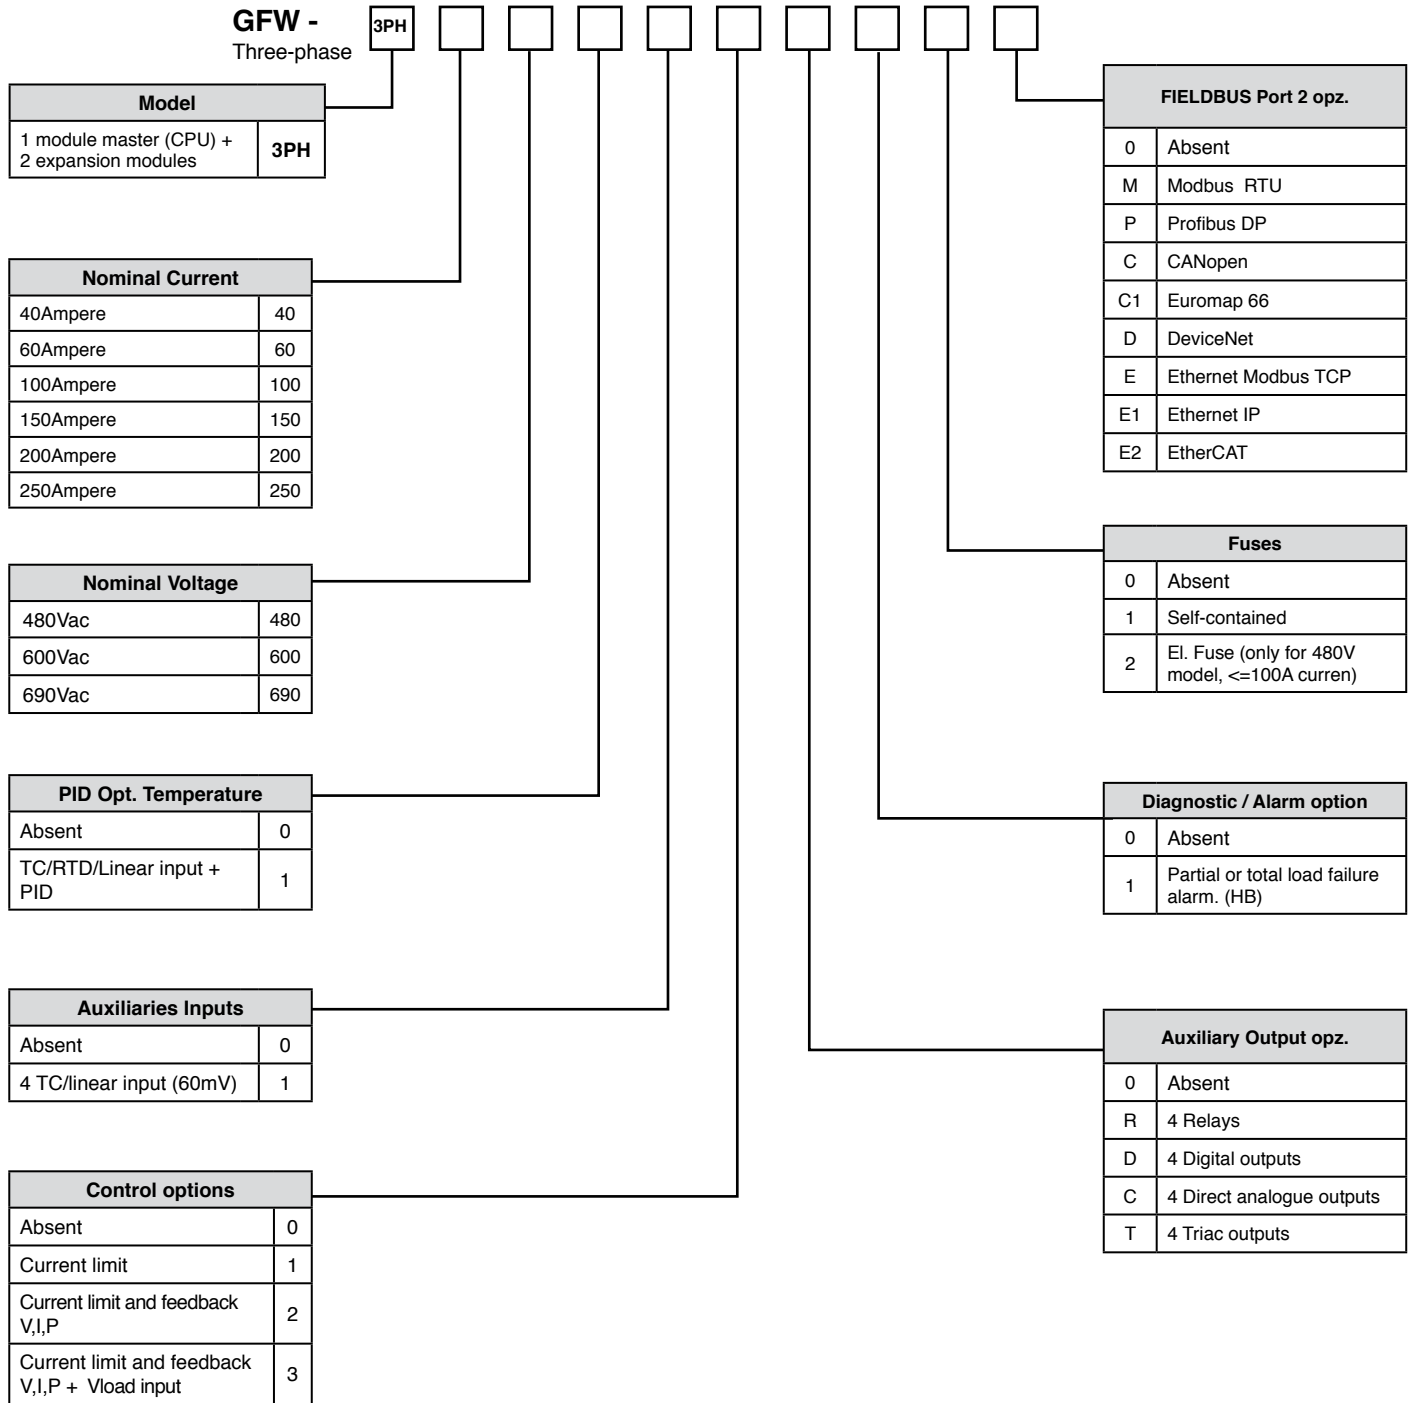 GFW -
Three-phase
3PH
Model
1 module master (CPU) +
2 expansion modules
3PH
Nominal Current
40Ampere 40
60Ampere 60
100Ampere 100
150Ampere 150
200Ampere 200
250Ampere 250
Nominal Voltage
480Vac 480
600Vac 600
690Vac 690
PID Opt. Temperature
Absent 0
TC/RTD/Linear input +
PID
1
Auxiliaries Inputs
Absent 0
4 TC/linear input (60mV) 1
Control options
Absent 0
Current limit 1
Current limit and feedback
V,I,P
2
Current limit and feedback
V,I,P + Vload input
3
FIELDBUS Port 2 opz.
0 Absent
M Modbus RTU
P Profibus DP
C CANopen
C1 Euromap 66
D DeviceNet
E Ethernet Modbus TCP
E1 Ethernet IP
E2 EtherCAT
Fuses
0 Absent
1 Self-contained
2
El. Fuse (only for 480V
model, <=100A curren)
Diagnostic / Alarm option
0 Absent
1
Partial or total load failure
alarm. (HB)
Auxiliary Output opz.
0 Absent
R 4 Relays
D 4 Digital outputs
C 4 Direct analogue outputs
T 4 Triac outputs